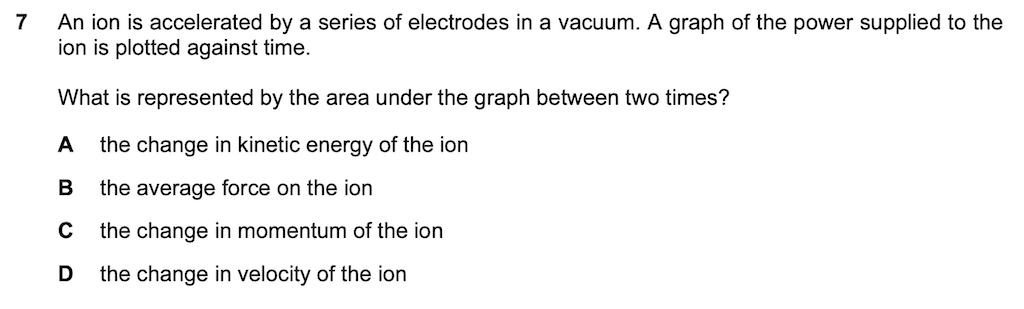 7 An ion is accelerated by a series of electrodes in a vacuum. A graph of the power supplied to the
ion is plotted against time.
What is represented by the area under the graph between two times?
A the change in kinetic energy of the ion
B the average force on the ion
C the change in momentum of the ion
D the change in velocity of the ion